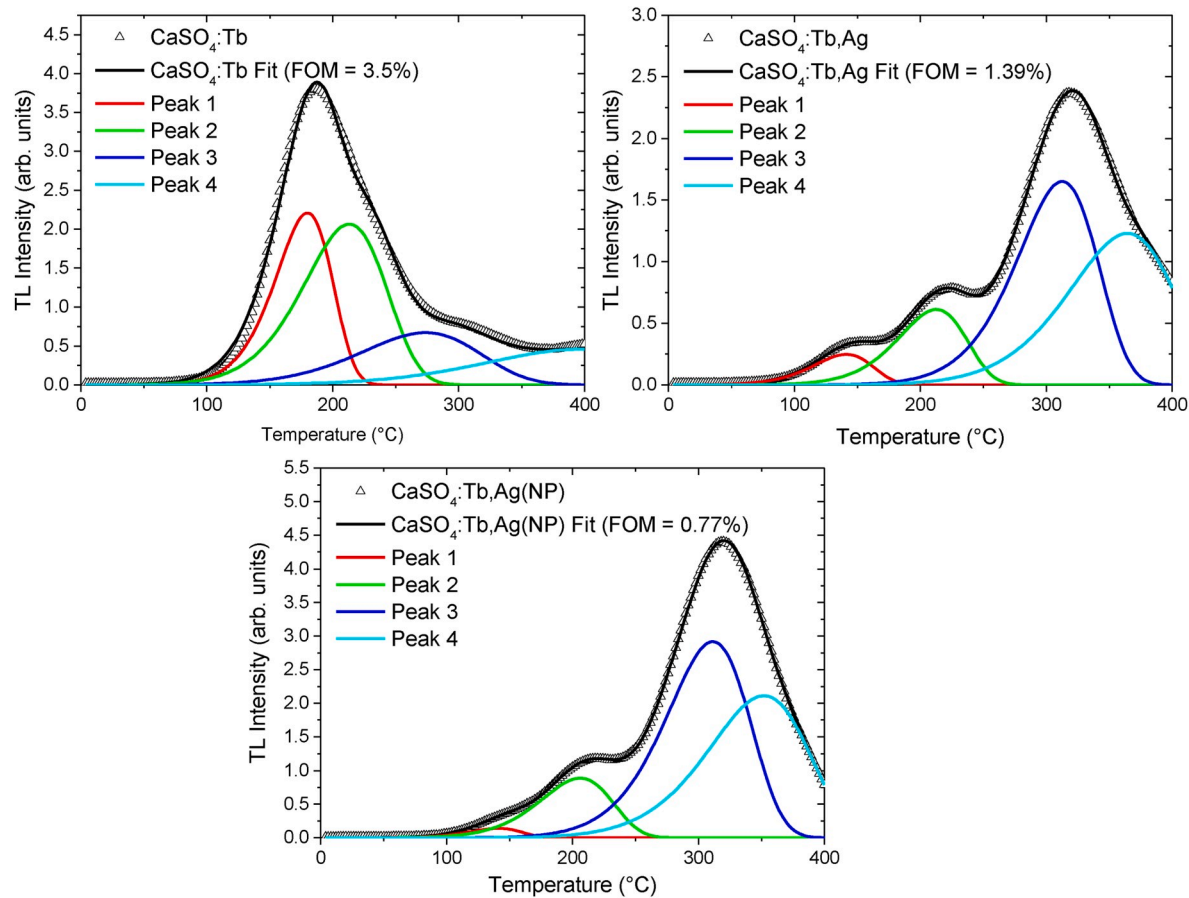 CaSO4:Tb
CaSO4:Tb Fit (FOM = 3.5%)
Peak 1
Peak 2
Peak 3
Peak 4
TL Intensity (arb. units)
4.5
4.0
3.5
3.0
2.5
2.0
1.5
1.0
0.5
0.0
0 100 200 300 400
Temperature (°C)
CaSO4:Tb,Ag
CaSO4:Tb,Ag Fit (FOM = 1.39%)
Peak 1
Peak 2
Peak 3
Peak 4
TL Intensity (arb. units)
3.0
2.5
2.0
1.5
1.0
0.5
0.0
0 100 200 300 400
Temperature (°C)
CaSO4:Tb,Ag(NP)
CaSO4:Tb,Ag(NP) Fit (FOM = 0.77%)
Peak 1
Peak 2
Peak 3
Peak 4
TL Intensity (arb. units)
5.5
5.0
4.5
4.0
3.5
3.0
2.5
2.0
1.5
1.0
0.5
0.0
0 100 200 300 400
Temperature (°C)